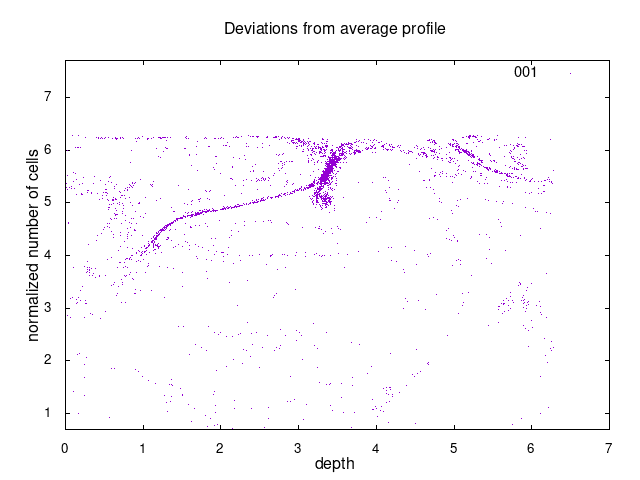 Deviations from average profile
001
7
6
5
4
3
2
1
normalized number of cells
0 1 2 3 4 5 6 7
depth